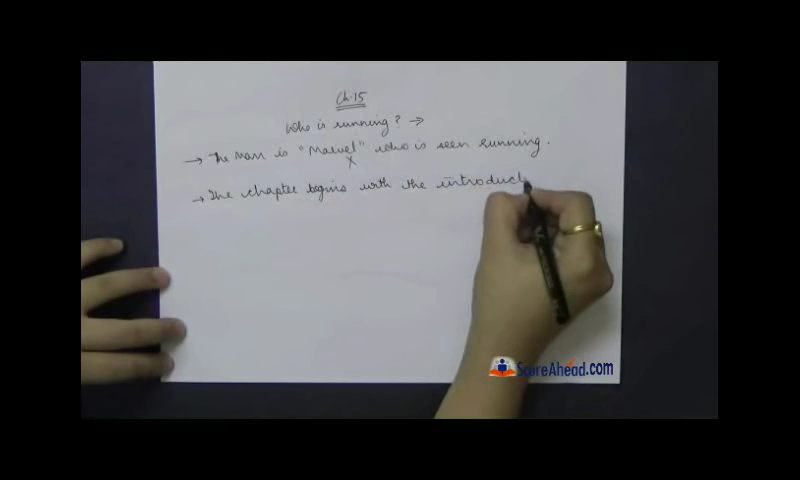 Ch.15
Who is running? →
→ The man is "Marvel" who is seen running.
x
→ The chapter begins with the introduct
ScoreAhead.com